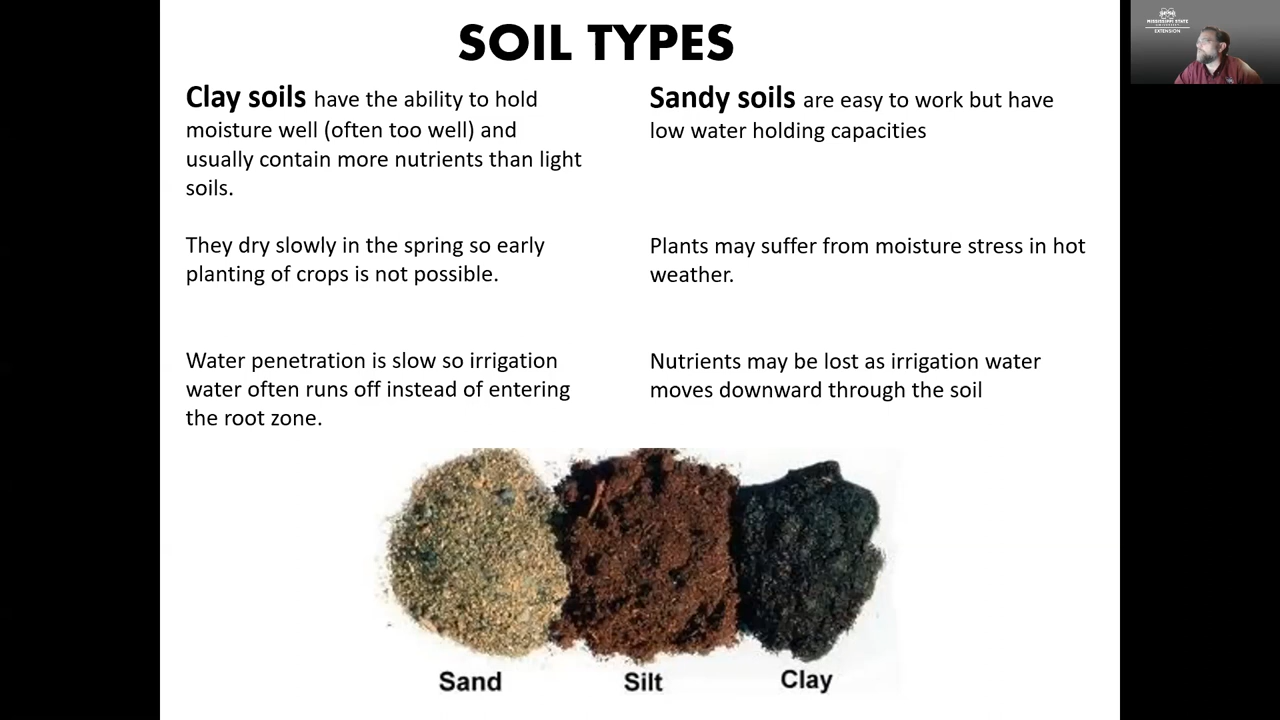 SOIL TYPES
Clay soils have the ability to hold
moisture well (often too well) and
usually contain more nutrients than light
soils.
They dry slowly in the spring so early
planting of crops is not possible.
Water penetration is slow so irrigation
water often runs off instead of entering
the root zone.
Sandy soils are easy to work but have
low water holding capacities
Plants may suffer from moisture stress in hot
weather.
Nutrients may be lost as irrigation water
moves downward through the soil
Sand
Silt
Clay
MISSISSIPPI STATE
UNIVERSITY
EXTENSION